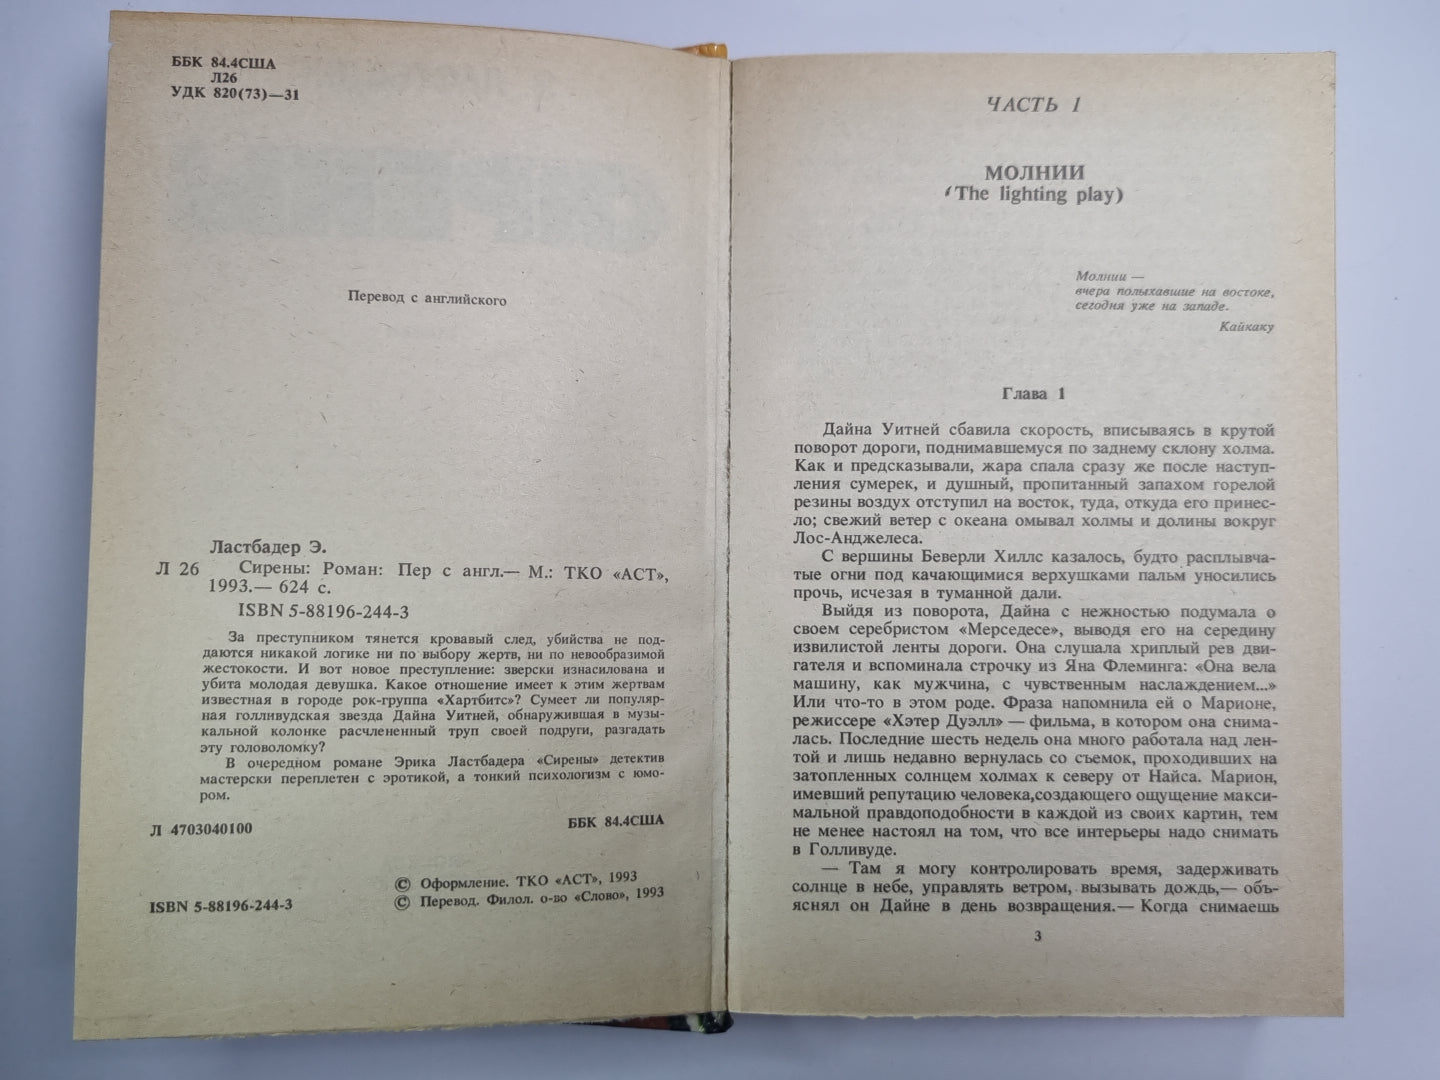 ББК 84.4США
Л26
УДК 820(73)—31
Перевод с английского
Ластбадер Э.
Л 26 Сирены: Роман: Пер с англ.— М.: ТКО «АСТ»,
1993.— 624 с.
ISBN 5-88196-244-3
За преступником тянется кровавый след, убийства не под-
даются никакой логике ни по выбору жертв, ни по невообразимой
жестокости. И вот новое преступление: зверски изнасилована и
убита молодая девушка. Какое отношение имеет к этим жертвам
известная в городе рок-группа «Хартбитс»? Сумеет ли популяр-
ная голливудская звезда Дайна Уитней, обнаружившая в музы-
кальной колонке расчлененный труп своей подруги, разгадать
эту головоломку?
В очередном романе Эрика Ластбадера «Сирены» детектив
мастерски переплетен с эротикой, а тонкий психологизм с юмо-
ром.
Л 4703040100 ББК 84.4США
© Оформление. ТКО «АСТ», 1993
ISBN 5-88196-244-3 © Перевод. Филол. о-во «Слово», 1993
ЧАСТЬ 1
МОЛНИИ
(The lighting play)
Молнии —
вчера полыхавшие на востоке,
сегодня уже на западе.
Кайкаку
Глава 1
Дайна Уитней сбавила скорость, вписываясь в крутой
поворот дороги, поднимавшемуся по заднему склону холма.
Как и предсказывали, жара спала сразу же после наступ-
ления сумерек, и душный, пропитанный запахом горелой
резины воздух отступил на восток, туда, откуда его принес-
ло; свежий ветер с океана омывал холмы и долины вокруг
Лос-Анджелеса.
С вершины Беверли Хиллс казалось, будто расплывча-
тые огни под качающимися верхушками пальм уносились
прочь, исчезая в туманной дали.
Выйдя из поворота, Дайна с нежностью подумала о
своем серебристом «Мерседесе», выводя его на середину
извилистой ленты дороги. Она слушала хриплый рев дви-
гателя и вспоминала строчку из Яна Флеминга: «Она вела
машину, как мужчина, с чувственным наслаждением...»
Или что-то в этом роде. Фраза напомнила ей о Марионе,
режиссере «Хэтер Дуэлл» — фильма, в котором она снима-
лась. Последние шесть недель она много работала над лен-
той и лишь недавно вернулась со съемок, проходивших на
затопленных солнцем холмах к северу от Найса. Марион,
имевший репутацию человека,создающего ощущение макси-
мальной правдоподобности в каждой из своих картин, тем
не менее настоял на том, что все интерьеры надо снимать
в Голливуде.
— Там я могу контролировать время, задерживать
солнце в небе, управлять ветром, вызывать дождь,— объ-
яснял он Дайне в день возвращения.— Когда снимаешь
3